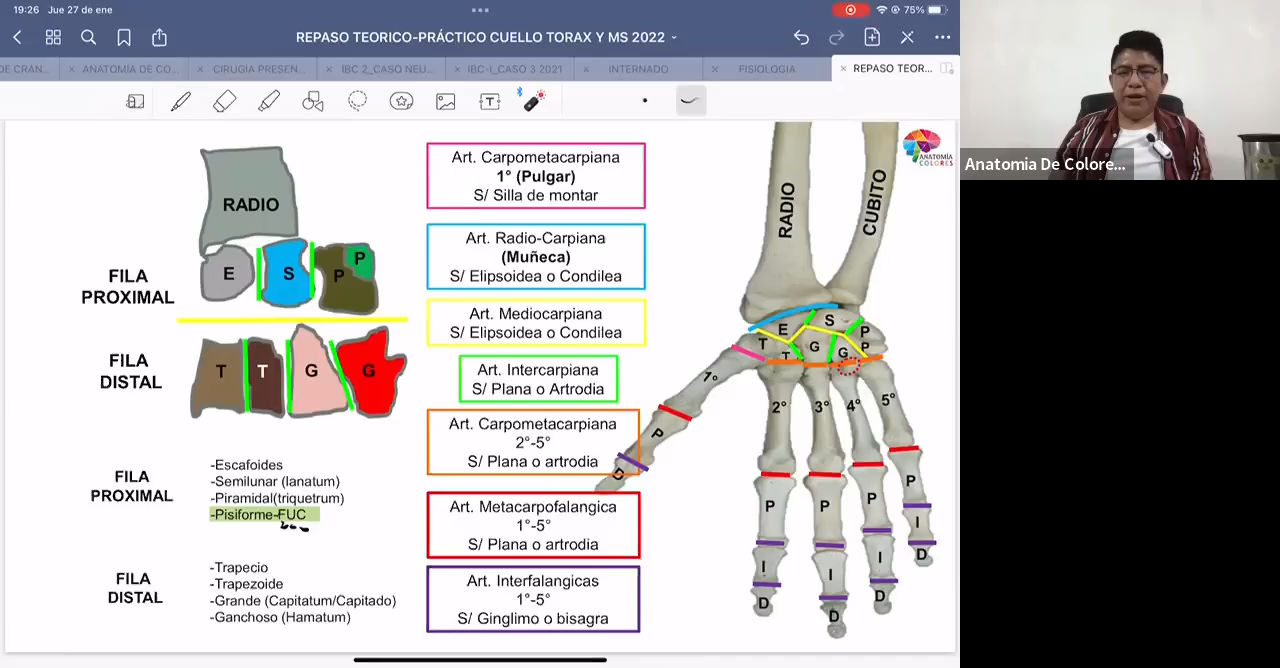 19:26 Jue 27 de ene
75%
REPASO TEORICO-PRÁCTICO CUELLO TORAX Y MS 2022
DE CRAN...
ANATOMÍA DE CO...
CIRUGIA PRESEN...
IBC 2_CASO NEU...
IBC-I_CASO 3 2021
INTERNADO
FISIOLOGIA
REPASO TEOR...
RADIO
E
S
P
P
FILA
PROXIMAL
FILA
DISTAL
T
T
G
G
FILA
PROXIMAL
-Escafoides
-Semilunar (lanatum)
-Piramidal(triquetrum)
-Pisiforme-FUC
FILA
DISTAL
-Trapecio
-Trapezoide
-Grande (Capitatum/Capitado)
-Ganchoso (Hamatum)
Art. Carpometacarpiana
1° (Pulgar)
S/ Silla de montar
Art. Radio-Carpiana
(Muñeca)
S/ Elipsoidea o Condilea
Art. Mediocarpiana
S/ Elipsoidea o Condilea
Art. Intercarpiana
S/ Plana o Artrodia
Art. Carpometacarpiana
2°-5°
S/ Plana o artrodia
Art. Metacarpofalangica
1°-5°
S/ Plana o artrodia
Art. Interfalangicas
1°-5°
S/ Ginglimo o bisagra
RADIO
CUBITO
ANATOMÍA
COLORES
E
S
P
T
T
G
G
P
1°
2°
3°
4°
5°
P
D
P
P
P
P
I
I
I
I
D
D
D
D
Anatomia De Colore...